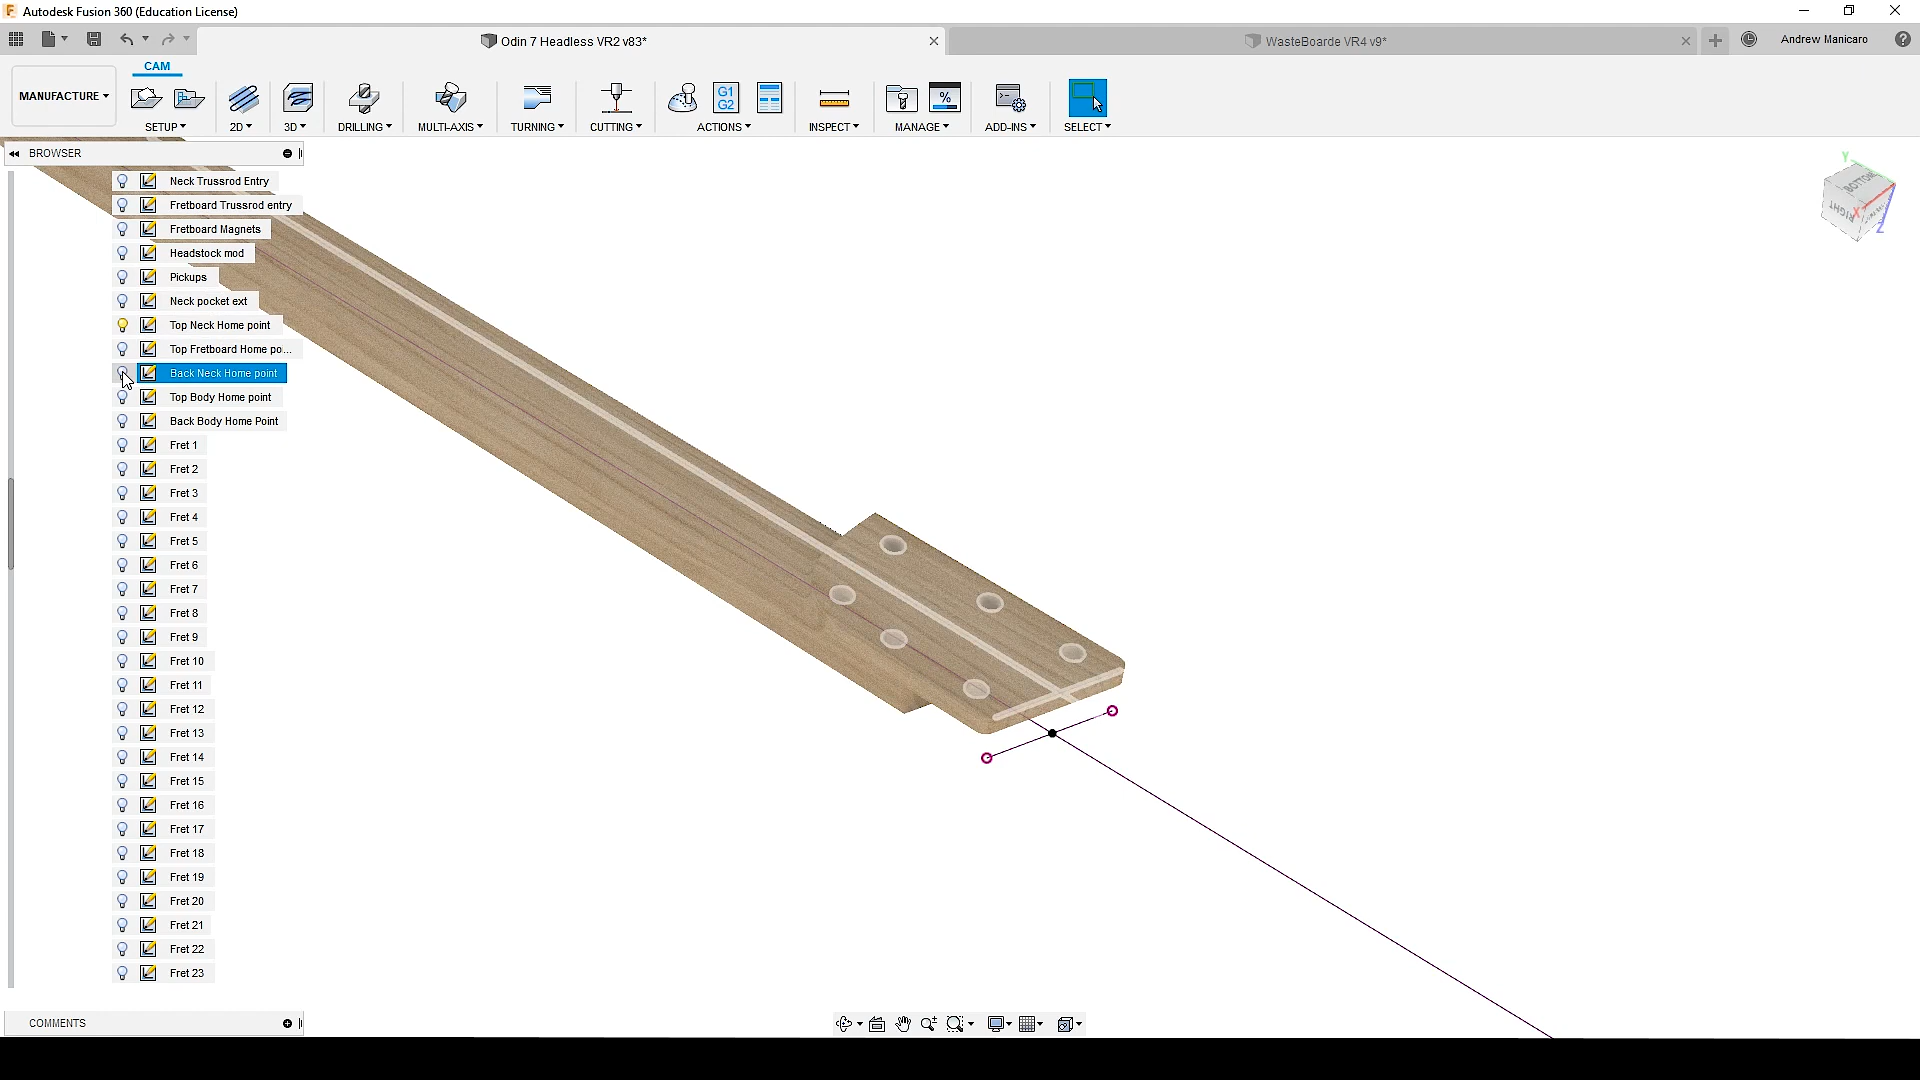 Autodesk Fusion 360 (Education License)
Odin 7 Headless VR2 v83*
WasteBoarde VR4 v9*
Andrew Manicaro
CAM
MANUFACTURE
SETUP
2D
3D
DRILLING
MULTI-AXIS
TURNING
CUTTING
G1
G2
ACTIONS
INSPECT
%
MANAGE
ADD-INS
SELECT
BROWSER
Neck Trussrod Entry
Fretboard Trussrod entry
Fretboard Magnets
Headstock mod
Pickups
Neck pocket ext
Top Neck Home point
Top Fretboard Home po...
Back Neck Home point
Top Body Home point
Back Body Home Point
Fret 1
Fret 2
Fret 3
Fret 4
Fret 5
Fret 6
Fret 7
Fret 8
Fret 9
Fret 10
Fret 11
Fret 12
Fret 13
Fret 14
Fret 15
Fret 16
Fret 17
Fret 18
Fret 19
Fret 20
Fret 21
Fret 22
Fret 23
Y
BOTTOM
RIGHT
X
Z
COMMENTS